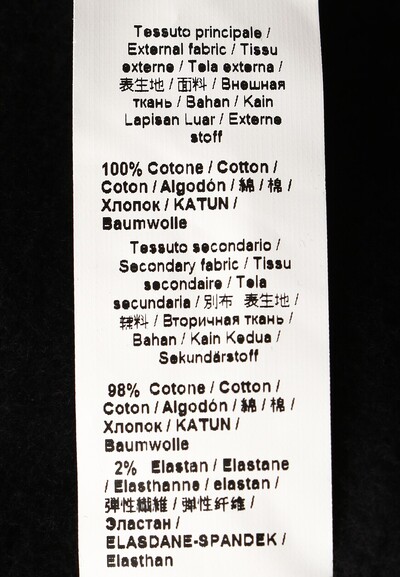 Tessuto principale /
External fabric / Tissu
externe / Tela externa /
表生地 / 面料 / Внешная
ткань / Bahan / Kain
Lapisan Luar / Externe
stoff
100% Cotone / Cotton /
Coton / Algodón / 綿 / 棉 /
Хлопок / KATUN /
Baumwolle
Tessuto secondario /
Secondary fabric / Tissu
secondaire / Tela
secundaria / 別布 表生地 /
辣料 / Вторичная ткань /
Bahan / Kain Kedua /
Sekundärstoff
98% Cotone / Cotton /
Coton / Algodón / 綿 / 棉 /
Хлопок / KATUN /
Baumwolle
2% Elastan / Elastane
/ Elasthanne / elastan /
弾性繊維 / 弹性纤维 /
Эластан /
ELASDANE-SPANDEK /
Elasthan